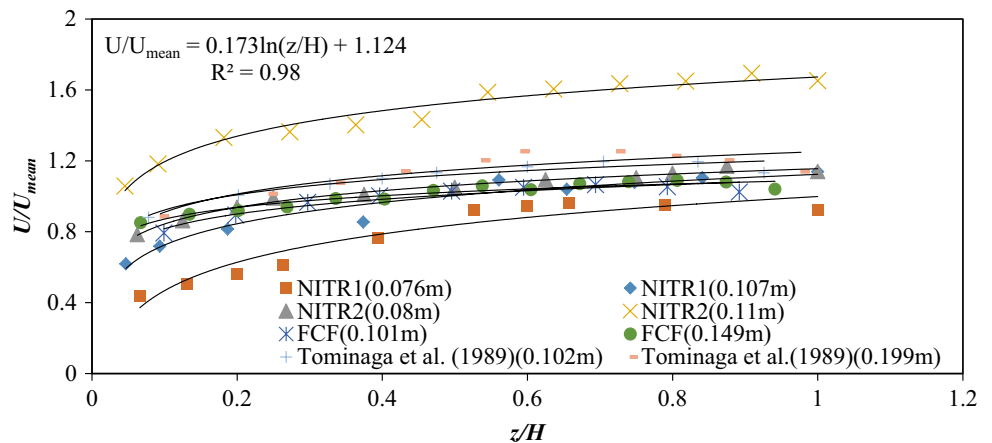 2
U/Umean = 0.173ln(z/H) + 1.124
R² = 0.98
1.6
1.2
U/Umean
0.8
NITR1(0.076m) NITR1(0.107m)
0.4
NITR2(0.08m) NITR2(0.11m)
FCF(0.101m) FCF(0.149m)
Tominaga et al. (1989)(0.102m) Tominaga et al.(1989)(0.199m)
0
0 0.2 0.4 0.6 0.8 1 1.2
z/H